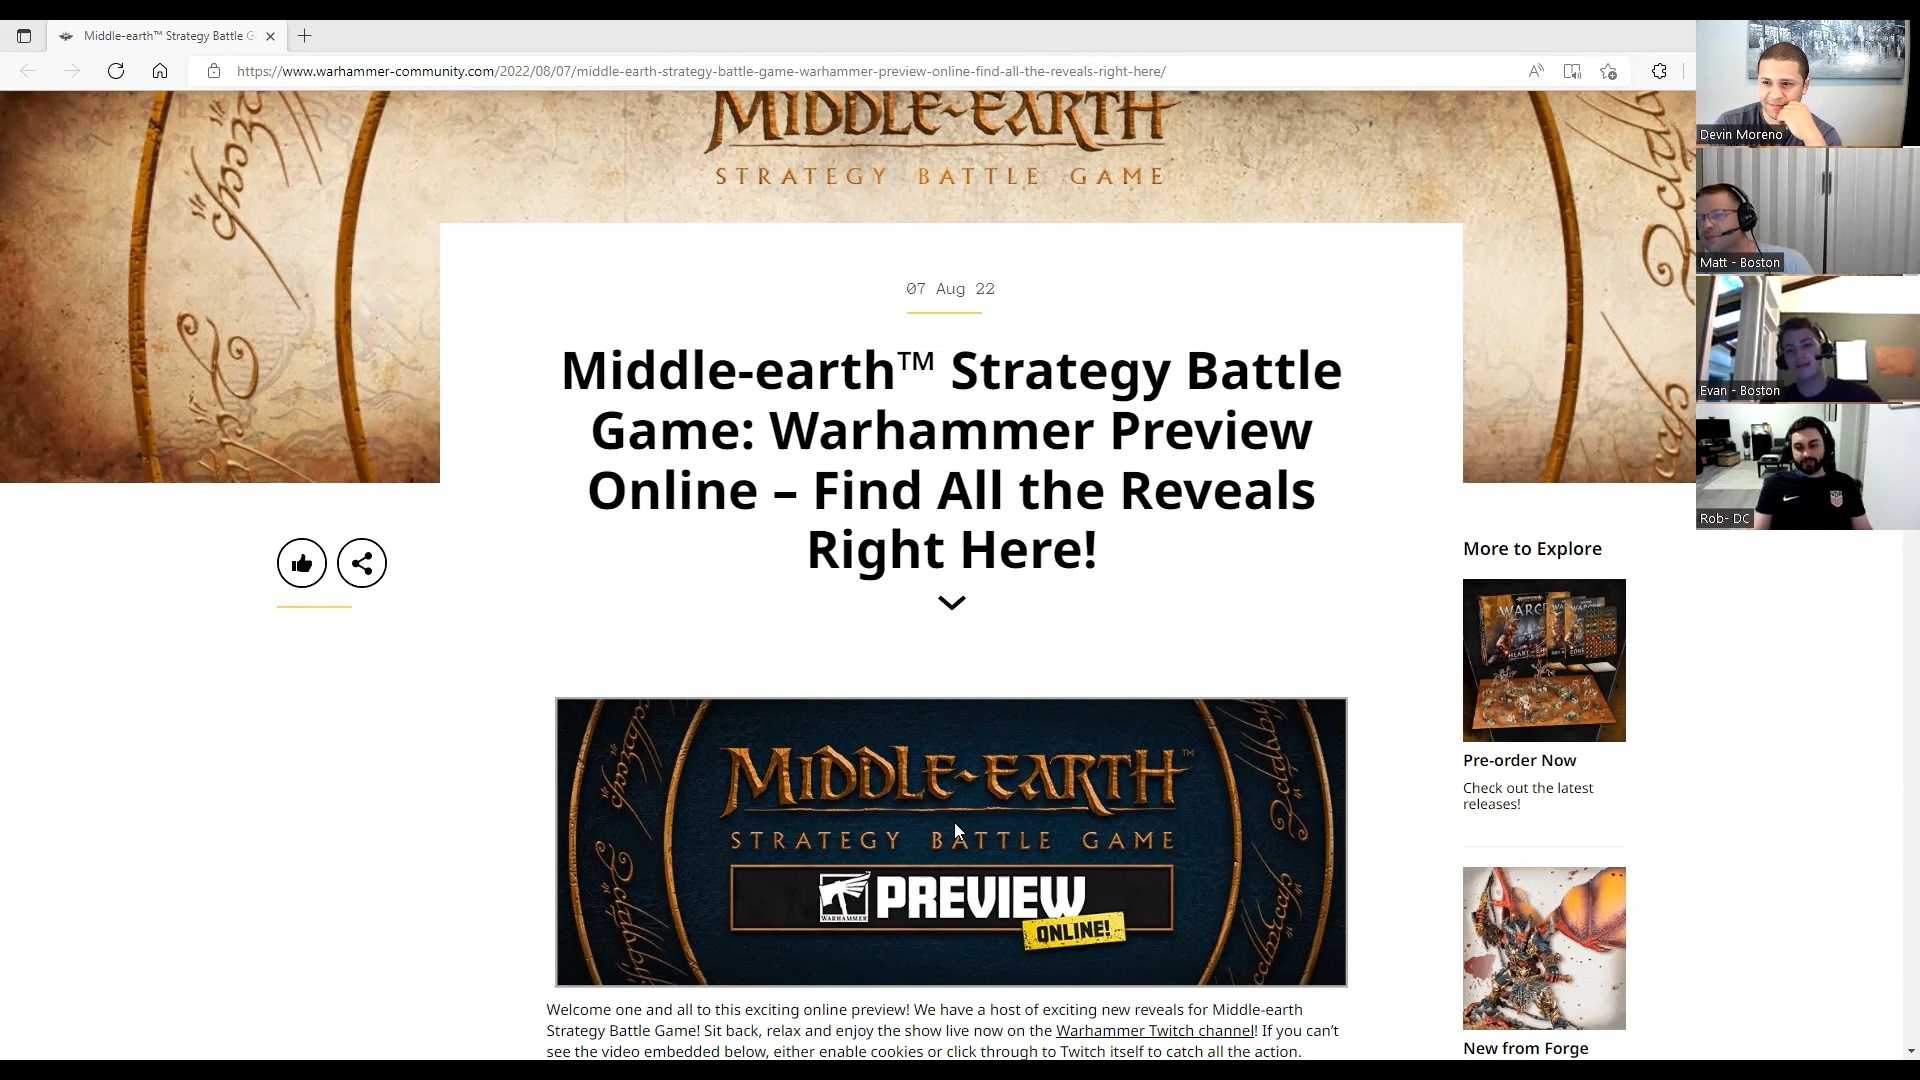 Middle-earth™ Strategy Battle G
https://www.warhammer-community.com/2022/08/07/middle-earth-strategy-battle-game-warhammer-preview-online-find-all-the-reveals-right-here/
MIDDLE-EARTH
STRATEGY BATTLE GAME
Devin Moreno
Matt - Boston
Evan - Boston
Rob- DC
07 Aug 22
Middle-earth™ Strategy Battle
Game: Warhammer Preview
Online – Find All the Reveals
Right Here!
MIDDLE-EARTH™
STRATEGY BATTLE GAME
WARHAMMER
PREVIEW
ONLINE!
Welcome one and all to this exciting online preview! We have a host of exciting new reveals for Middle-earth
Strategy Battle Game! Sit back, relax and enjoy the show live now on the Warhammer Twitch channel! If you can’t
see the video embedded below, either enable cookies or click through to Twitch itself to catch all the action.
More to Explore
Pre-order Now
Check out the latest
releases!
New from Forge